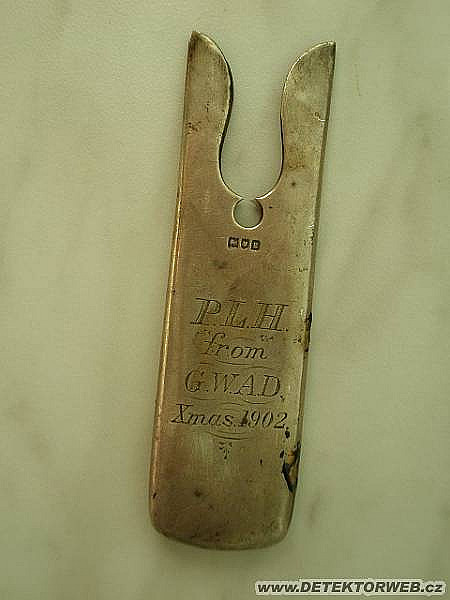 P.L.H.
from
G.W.A.D.
Xmas. 1902.
www.DETEKTORWEB.cz